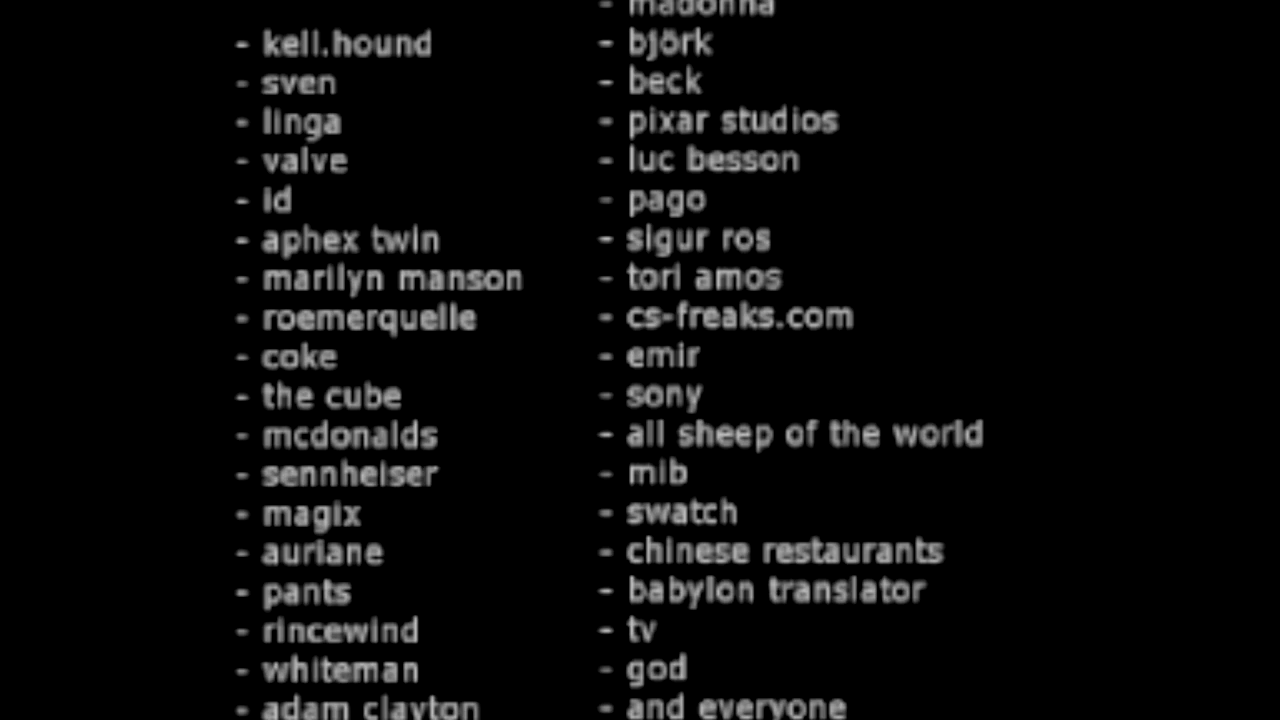 - madonna
- kell.hound
- sven
- linga
- valve
- id
- aphex twin
- marilyn manson
- roemerquelle
- coke
- the cube
- mcdonalds
- sennheiser
- magix
- auriane
- pants
- rincewind
- whiteman
- adam clayton
- björk
- beck
- pixar studios
- luc besson
- pago
- sigur ros
- tori amos
- cs-freaks.com
- emir
- sony
- all sheep of the world
- mib
- swatch
- chinese restaurants
- babylon translator
- tv
- god
- and everyone